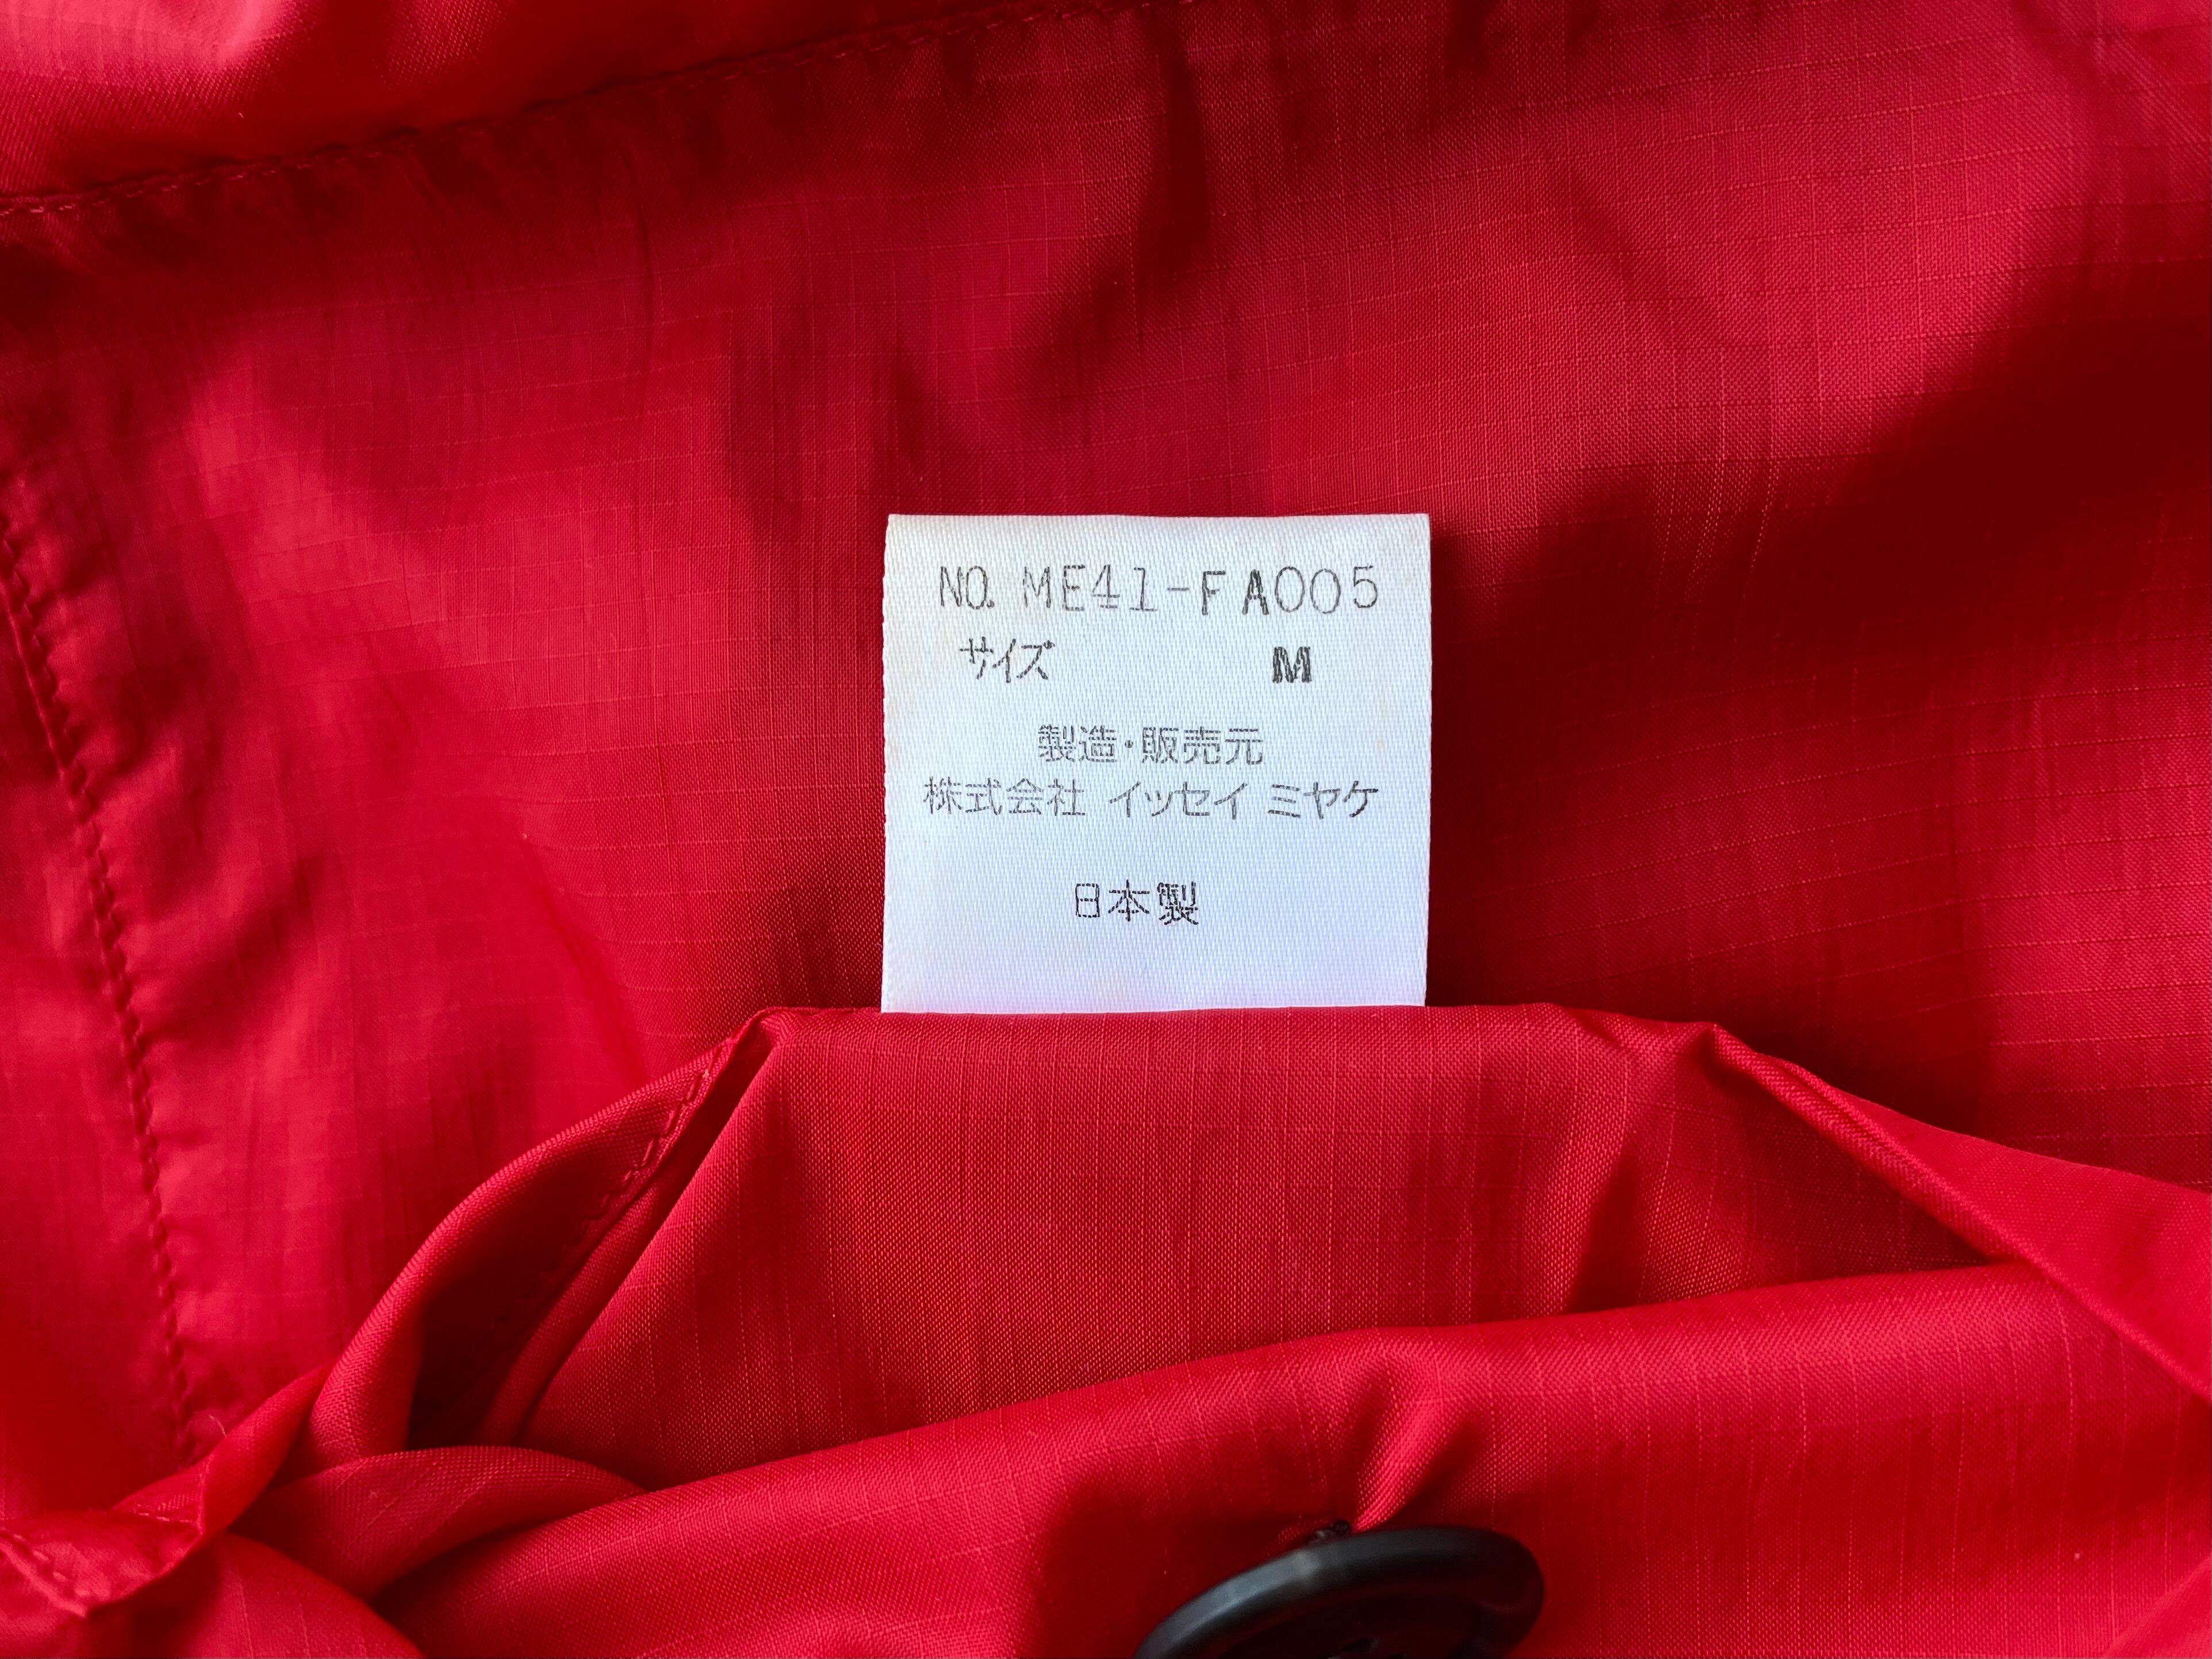 NO. ME41-FA005
サイズ M
製造・販売元
株式会社 イッセイ ミヤケ
日本製